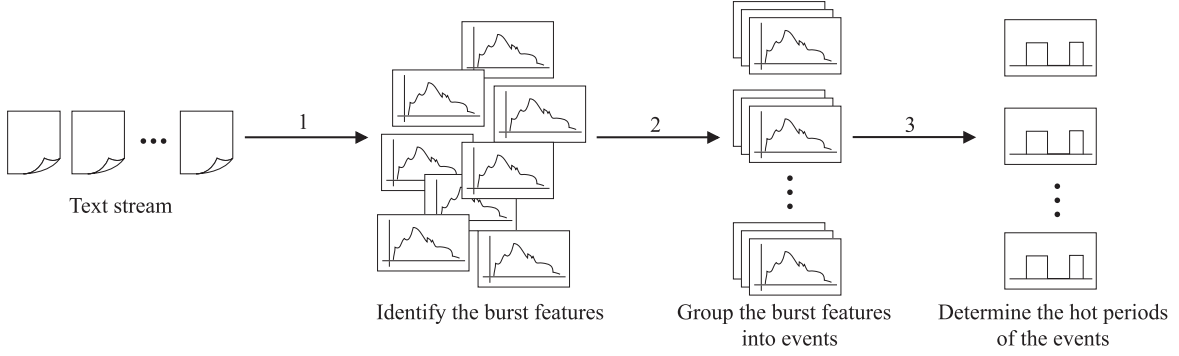 1
2
3
Text stream
Identify the burst features
Group the burst features
into events
Determine the hot periods
of the events